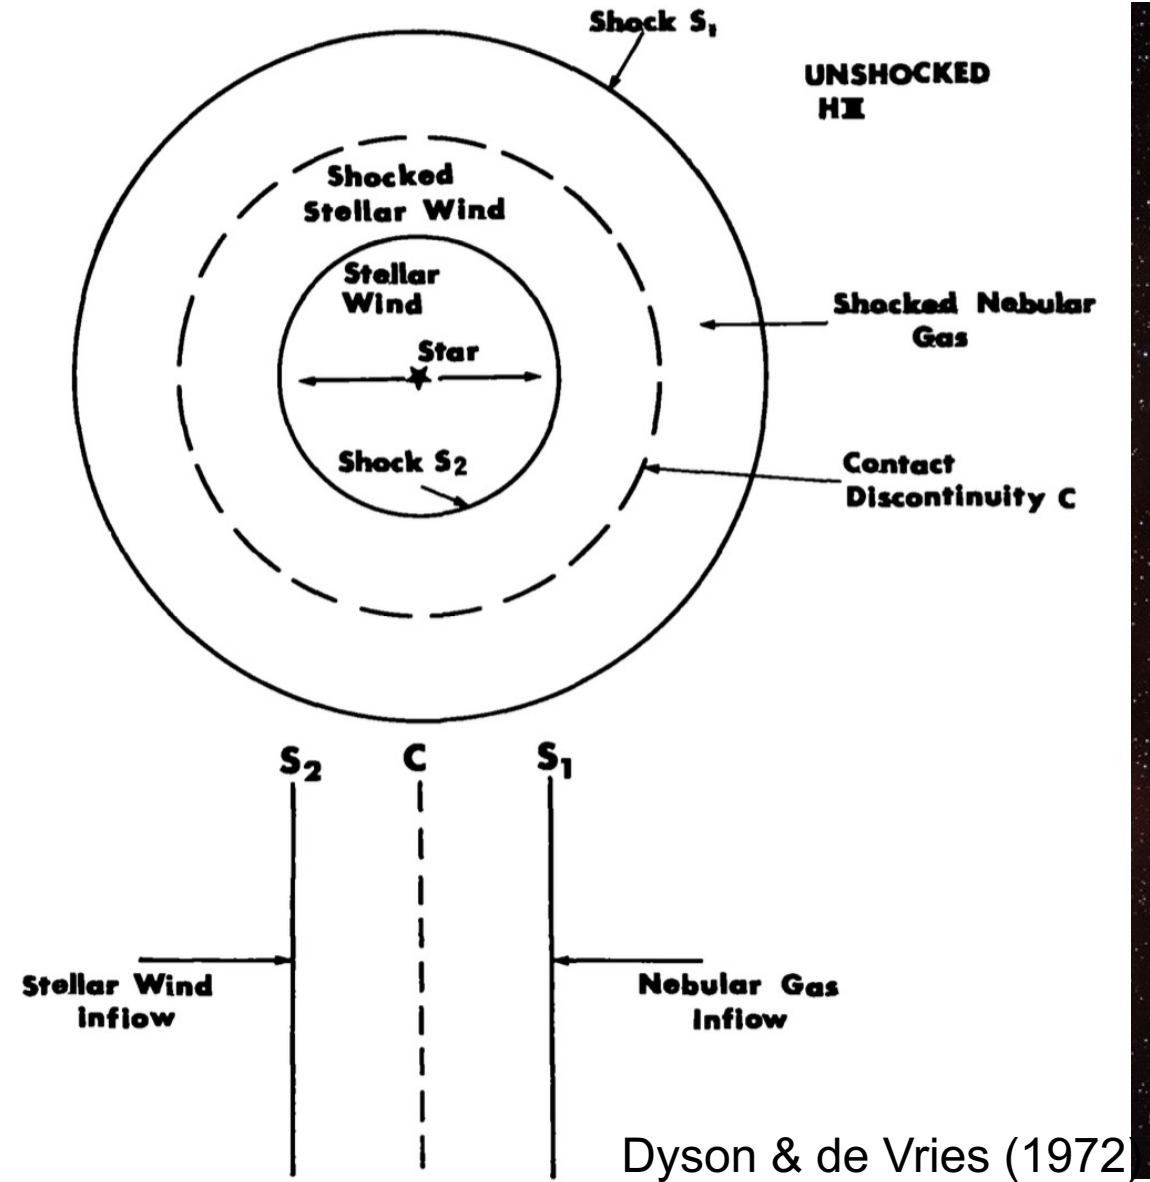 Shock S₁
UNSHOCKED
HII
Shocked
Stellar Wind
Stellar
Wind
Star
Shocked Nebular
Gas
Shock S₂
Contact
Discontinuity C
S₂
C
S₁
Stellar Wind
inflow
Nebular Gas
Inflow
Dyson & de Vries (1972)